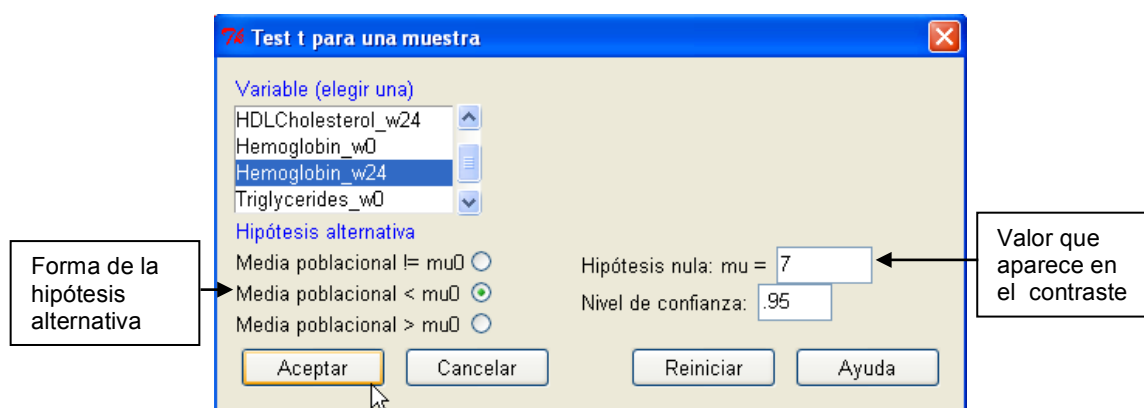 Test t para una muestra
Variable (elegir una)
HDLCholesterol_w24
Hemoglobin_w0
Hemoglobin_w24
Triglycerides_w0
Hipótesis alternativa
Media poblacional != mu0
Media poblacional < mu0
Media poblacional > mu0
Hipótesis nula: mu = 7
Nivel de confianza: .95
Aceptar
Cancelar
Reiniciar
Ayuda
Forma de la
hipótesis
alternativa
Valor que
aparece en
el contraste